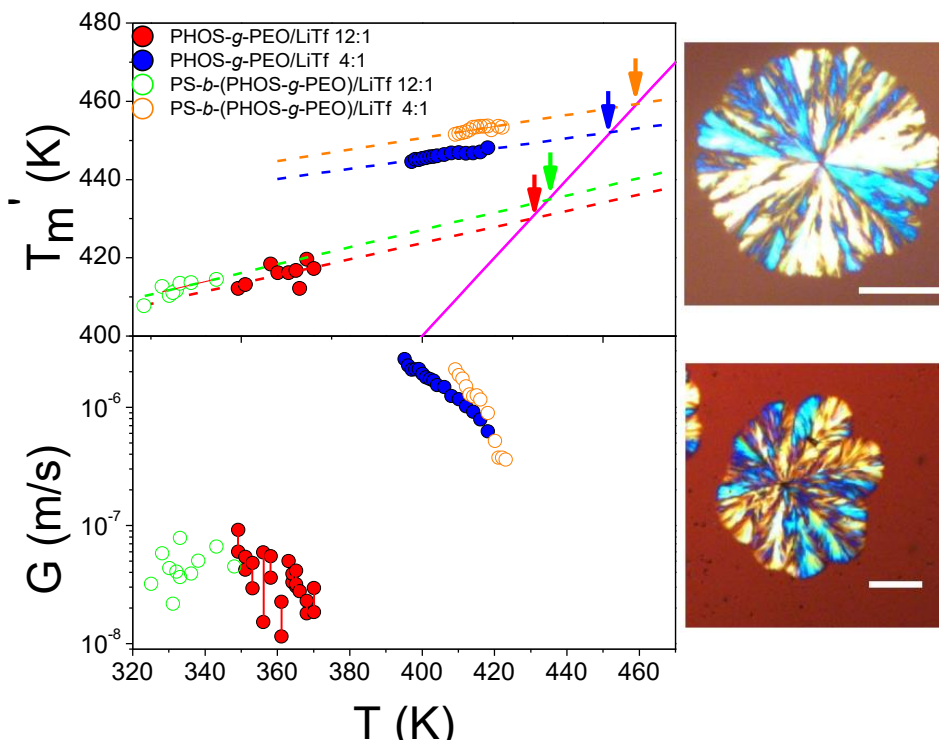 480
460
440
420
400
T_m' (K)
PHOS-g-PEO/LiTf 12:1
PHOS-g-PEO/LiTf 4:1
PS-b-(PHOS-g-PEO)/LiTf 12:1
PS-b-(PHOS-g-PEO)/LiTf 4:1
10^-6
10^-7
10^-8
G (m/s)
320 340 360 380 400 420 440 460
T (K)